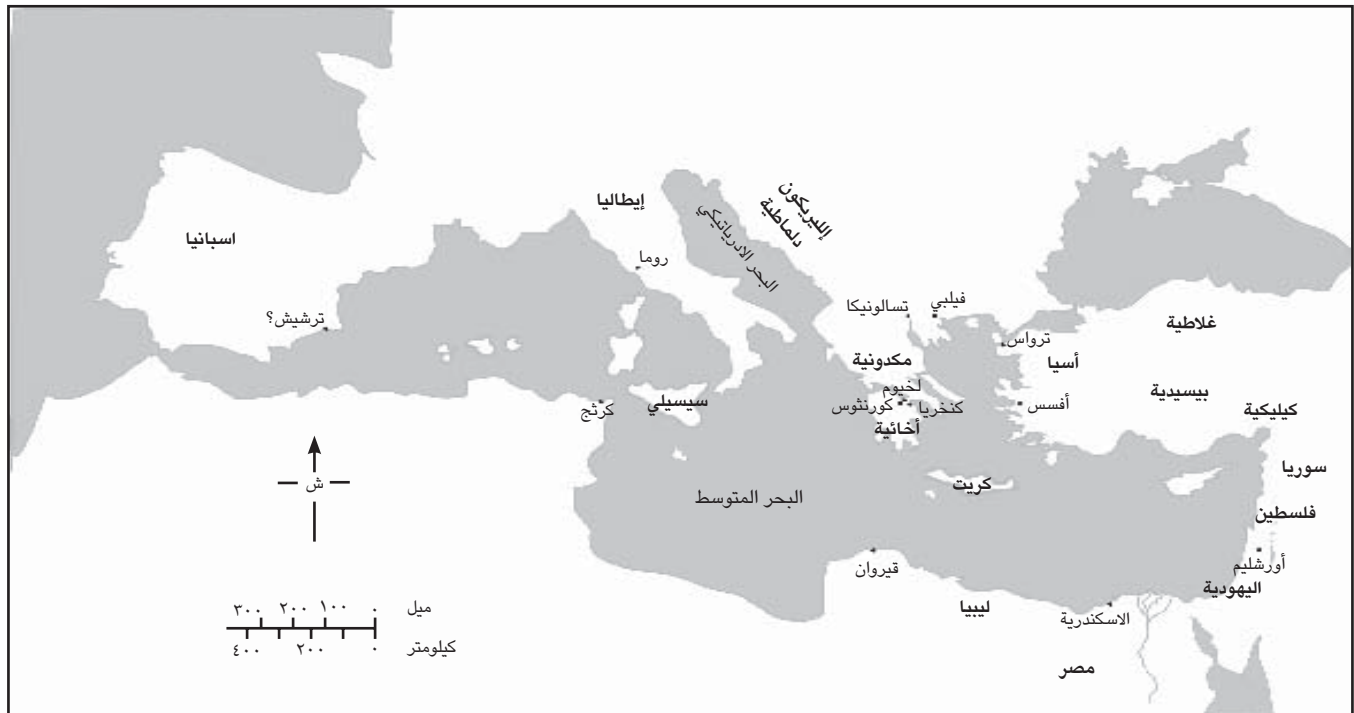 إيطاليا
إلليريكون
دلماطية
اسبانيا
البحر الادرياتيكي
روما
ترشيش؟
تسالونيكا
فيلبي
غلاطية
ترواس
أسيا
مكدونية
بيسيدية
لخيوم
كنخريا
كورنثوس
أفسس
كيليكية
سيسيلي
كرثج
أخائية
سوريا
كريت
البحر المتوسط
فلسطين
ش
أورشليم
قيروان
اليهودية
ليبيا
الاسكندرية
مصر
ميل ٠ ١٠٠ ٢٠٠ ٣٠٠
كيلومتر ٠ ٢٠٠ ٤٠٠